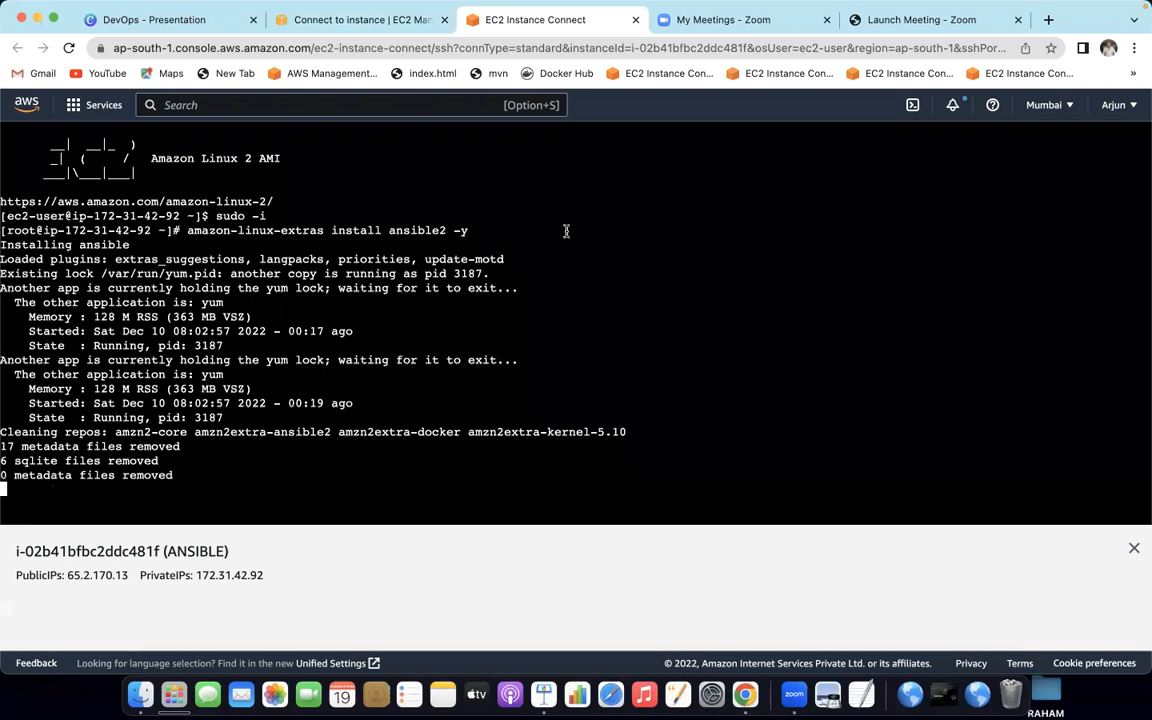 DevOps - Presentation
Connect to instance | EC2 Man
EC2 Instance Connect
My Meetings - Zoom
Launch Meeting - Zoom
ap-south-1.console.aws.amazon.com/ec2-instance-connect/ssh?connType=standard&instanceId=i-02b41bfbc2ddc481f&osUser=ec2-user&region=ap-south-1&sshPor...
Gmail
YouTube
Maps
New Tab
AWS Management...
index.html
mvn
Docker Hub
EC2 Instance Con...
EC2 Instance Con...
EC2 Instance Con...
EC2 Instance Con...
»
aws
Services
Search
[Option+S]
Mumbai
Arjun
__|  __|_  )
_|  (     /   Amazon Linux 2 AMI
___|\___|___|
https://aws.amazon.com/amazon-linux-2/
[ec2-user@ip-172-31-42-92 ~]$ sudo -i
[root@ip-172-31-42-92 ~]# amazon-linux-extras install ansible2 -y
Installing ansible
Loaded plugins: extras_suggestions, langpacks, priorities, update-motd
Existing lock /var/run/yum.pid: another copy is running as pid 3187.
Another app is currently holding the yum lock; waiting for it to exit...
The other application is: yum
Memory : 128 M RSS (363 MB VSZ)
Started: Sat Dec 10 08:02:57 2022 - 00:17 ago
State  : Running, pid: 3187
Another app is currently holding the yum lock; waiting for it to exit...
The other application is: yum
Memory : 128 M RSS (363 MB VSZ)
Started: Sat Dec 10 08:02:57 2022 - 00:19 ago
State  : Running, pid: 3187
Cleaning repos: amzn2-core amzn2extra-ansible2 amzn2extra-docker amzn2extra-kernel-5.10
17 metadata files removed
6 sqlite files removed
0 metadata files removed
i-02b41bfbc2ddc481f (ANSIBLE)
PublicIPs: 65.2.170.13 PrivateIPs: 172.31.42.92
Feedback
Looking for language selection? Find it in the new Unified Settings
© 2022, Amazon Internet Services Private Ltd. or its affiliates.
Privacy
Terms
Cookie preferences
19
tv
zoom
RAHAM